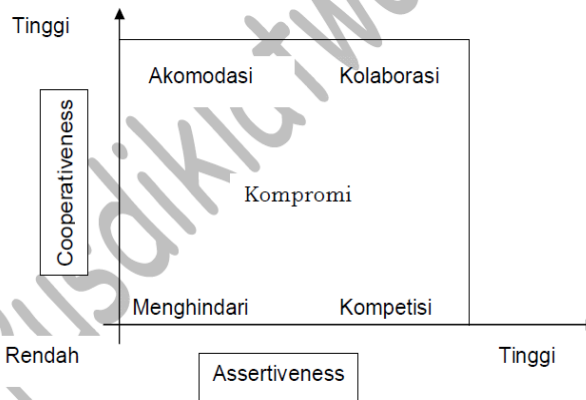 Tinggi
Akomodasi Kolaborasi
Cooperativeness
Kompromi
Menghindari Kompetisi
Rendah Tinggi
Assertiveness